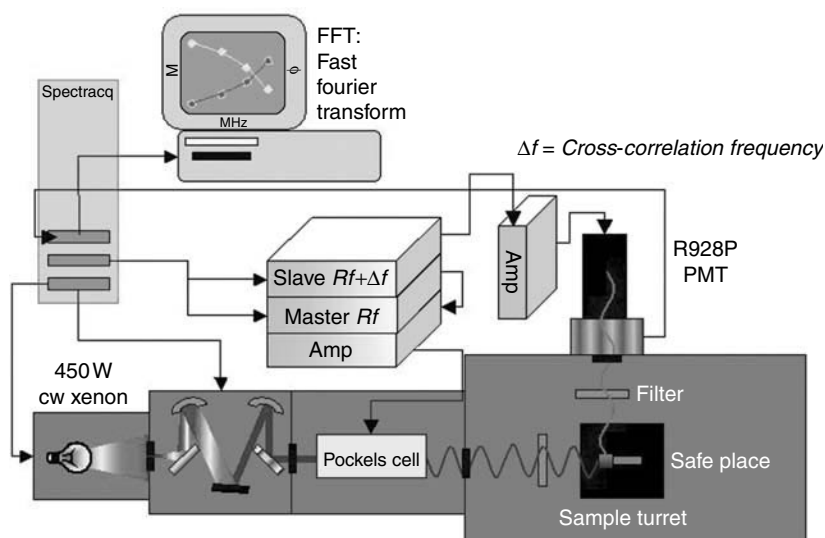 FFT:
Fast
fourier
transform
Spectracq
M
ϕ
MHz
Δf = Cross-correlation frequency
Slave Rf+Δf
Master Rf
Amp
Amp
R928P
PMT
450 W
cw xenon
Pockels cell
Filter
Safe place
Sample turret